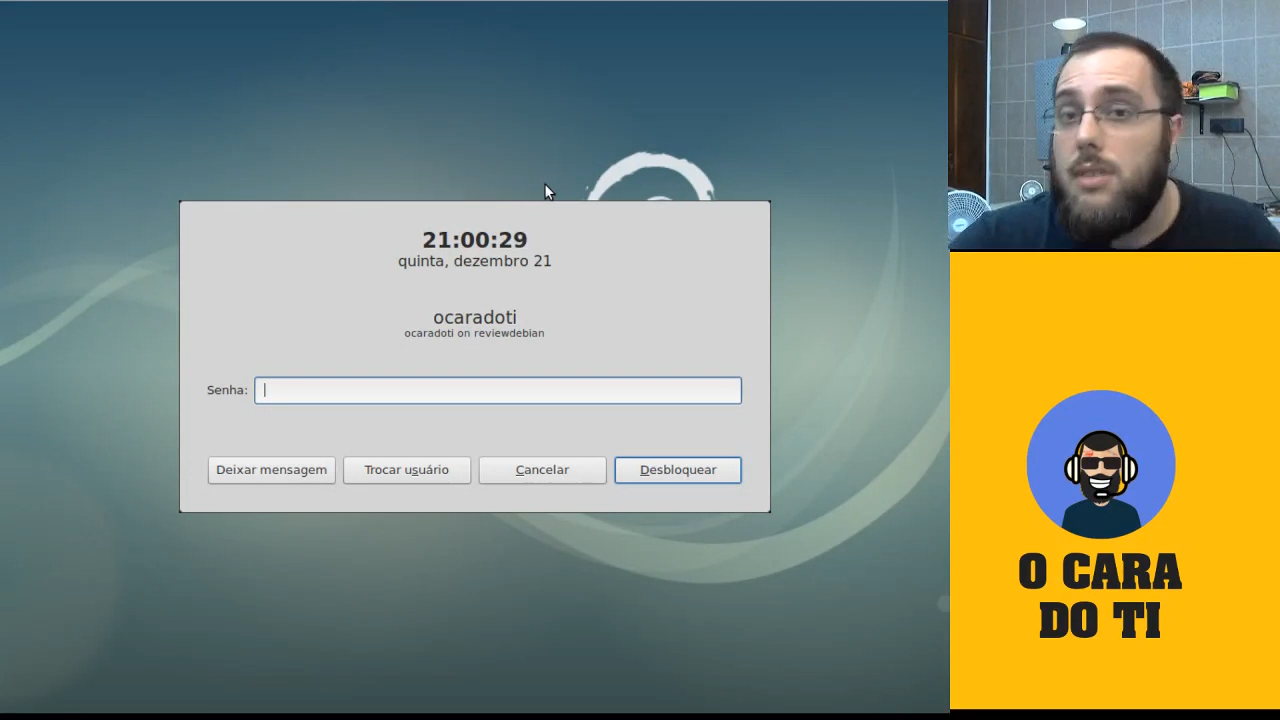 21:00:29
quinta, dezembro 21
ocaradoti
ocaradoti on reviewdebian
Senha:
Deixar mensagem
Trocar usuário
Cancelar
Desbloquear
O CARA
DO TI